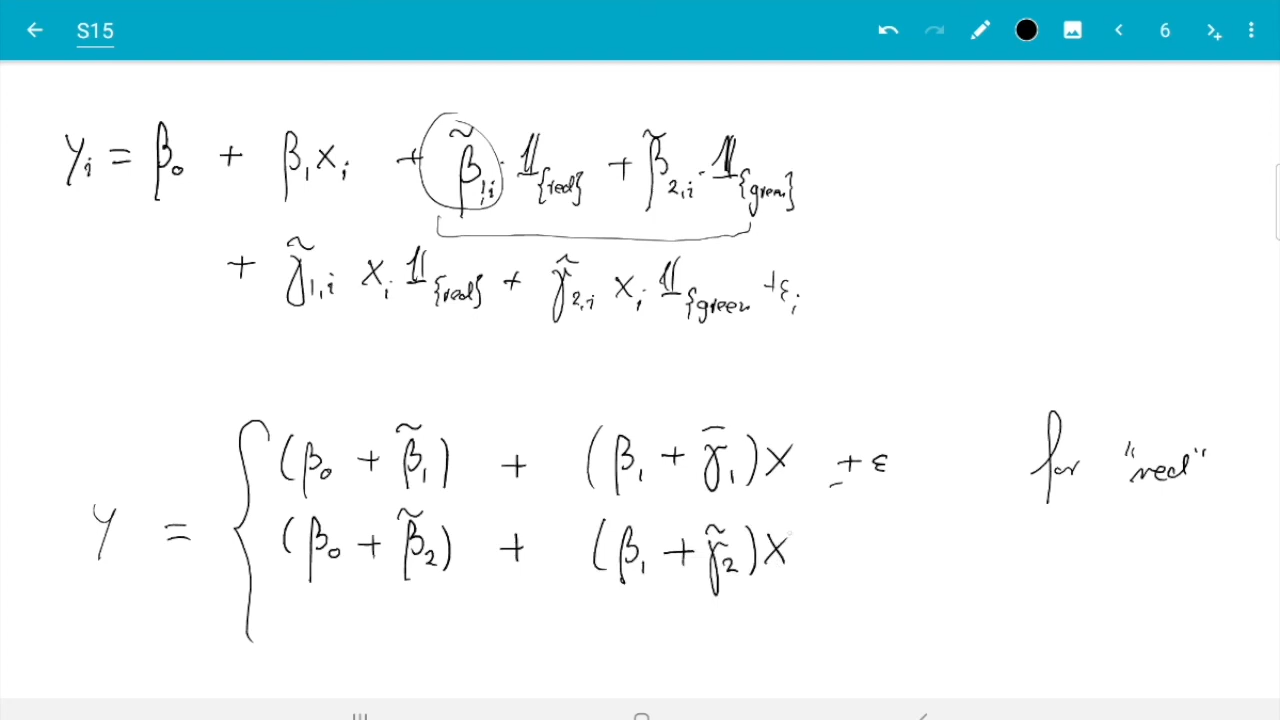 S15
6
y_i = β_0 + β_1 x_i + β̃_{1,i} · 𝟙_{red} + β̃_{2,i} · 𝟙_{green}
+ γ̃_{1,i} x_i 𝟙_{red} + γ̃_{2,i} x_i 𝟙_{green + ε_i
(β_0 + β̃_1) + (β_1 + γ̄_1)x + ε for "red"
y = {
(β_0 + β̃_2) + (β_1 + γ̃_2)x